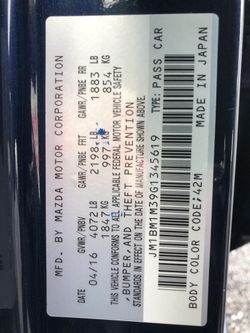 MFD. BY MAZDA MOTOR CORPORATION
DATE GVWR/PNBV GAWR/PNBE FRT GAWR/PNBE RR
04/16 4072 LB 2198 LB 1883 LB
1847 KG 997 KG 854 KG
THIS VEHICLE CONFORMS TO ALL APPLICABLE FEDERAL MOTOR VEHICLE SAFETY
,BUMPER,AND THEFT PREVENTION
STANDARDS IN EFFECT ON THE DATE OF MANUFACTURE SHOWN ABOVE.
JM1BM1M39G1345619 TYPE: PASS CAR
BODY COLOR CODE:42M MADE IN JAPAN